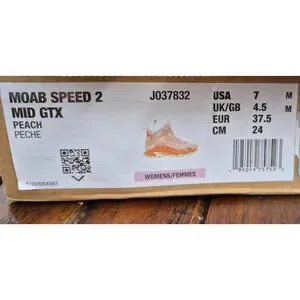 MOAB SPEED 2
MID GTX
PEACH
PECHE
J037832
WOMENS/FEMMES
USA 7 M
UK/GB 4.5 M
EUR 37.5
CM 24